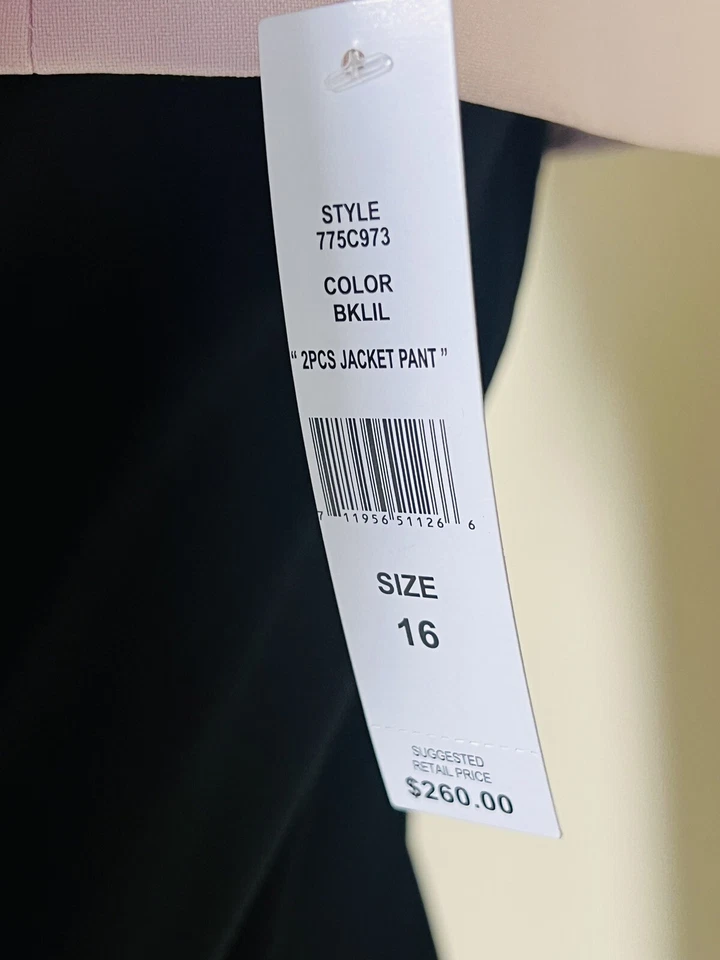 STYLE
775C973
COLOR
BKLIL
“ 2PCS JACKET PANT ”
7 11956 51126 6
SIZE
16
SUGGESTED
RETAIL PRICE
$260.00